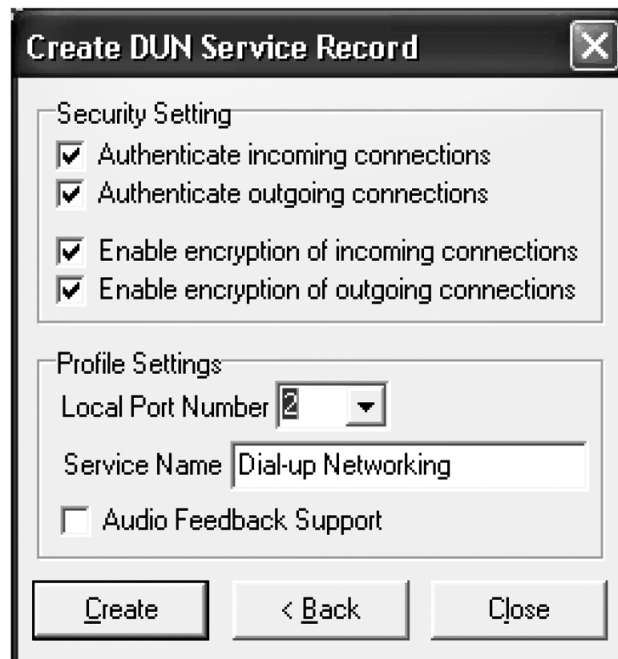 Create DUN Service Record
Security Setting
Authenticate incoming connections
Authenticate outgoing connections
Enable encryption of incoming connections
Enable encryption of outgoing connections
Profile Settings
Local Port Number 2
Service Name Dial-up Networking
Audio Feedback Support
Create < Back Close